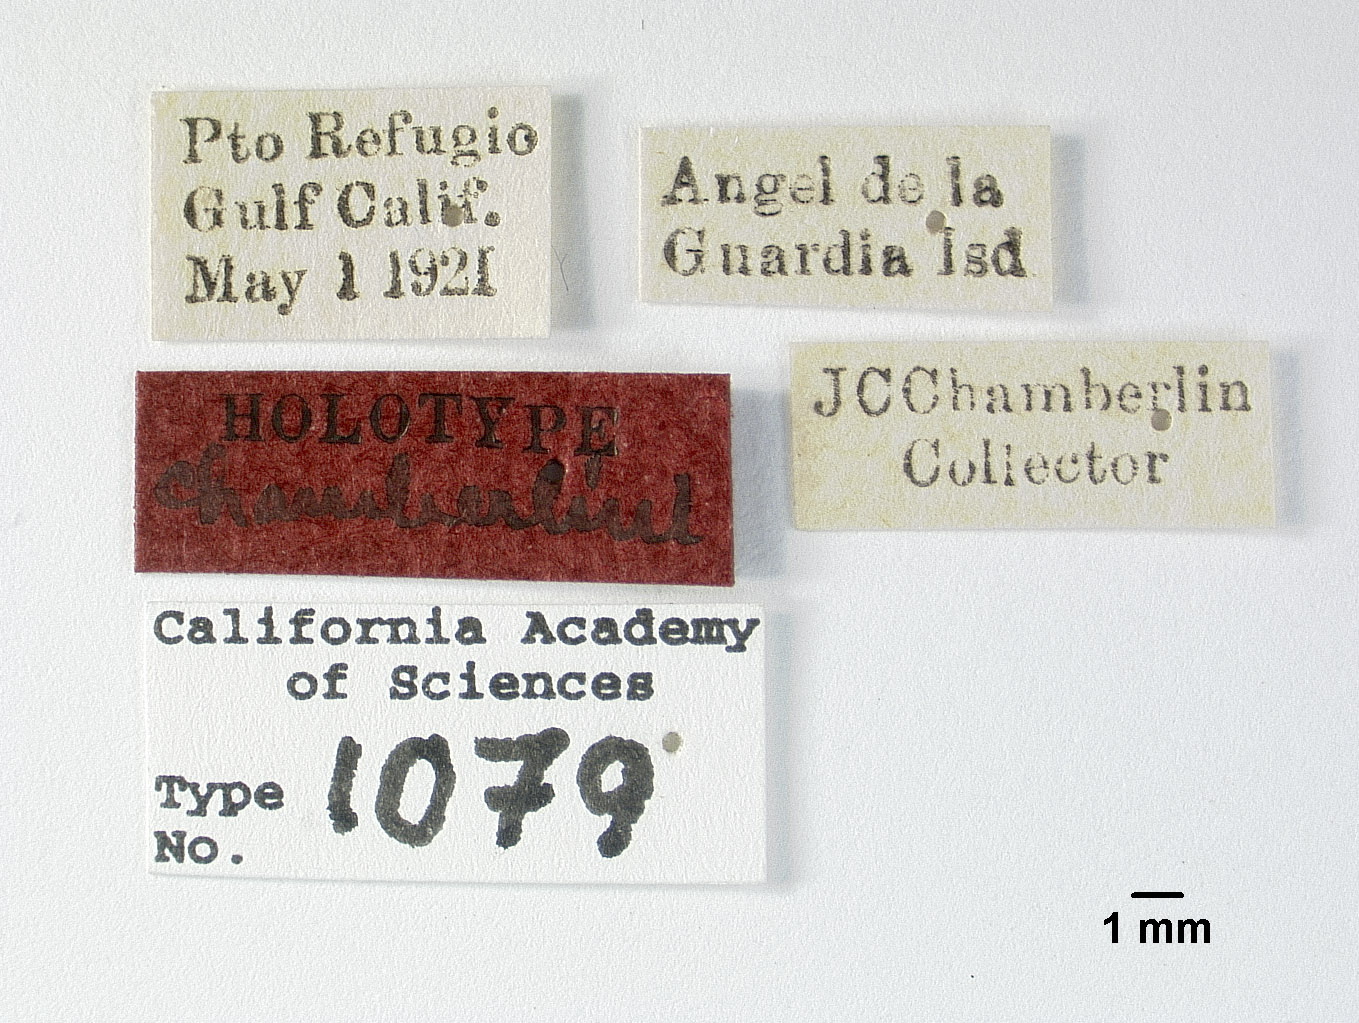 Pto Refugio
Gulf Calif.
May 1 1921
Angel de la
Guardia Isd
HOLOTYPE
chamberlini
JCChamberlin
Collector
California Academy
of Sciences
Type
No. 1079
1 mm